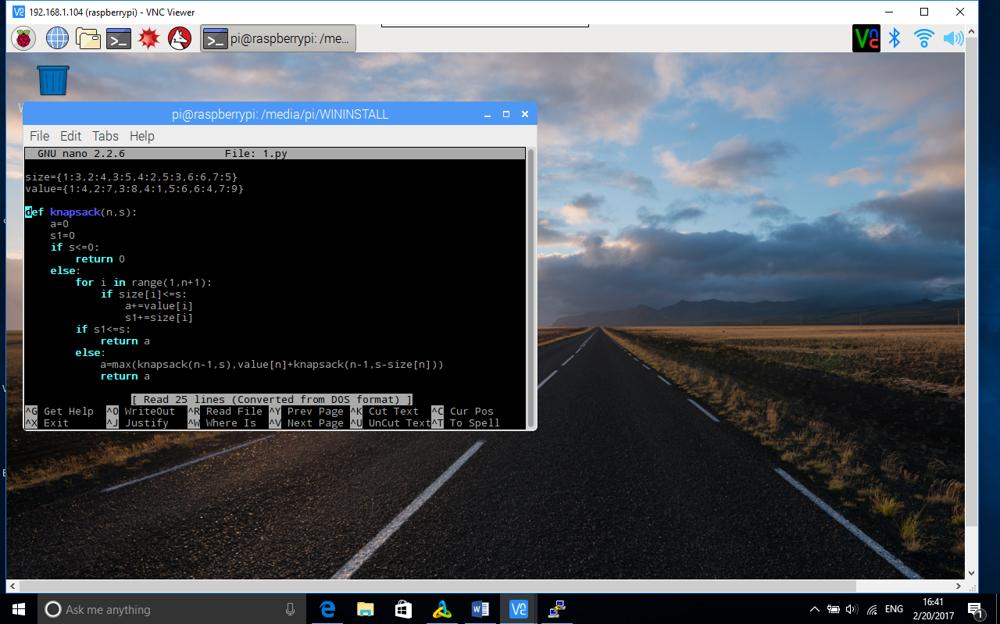 192.168.1.104 (raspberrypi) - VNC Viewer
pi@raspberrypi: /me...
pi@raspberrypi: /media/pi/WININSTALL
File Edit Tabs Help
GNU nano 2.2.6 File: 1.py
size={1:3,2:4,3:5,4:2,5:3,6:6,7:5}
value={1:4,2:7,3:8,4:1,5:6,6:4,7:9}
def knapsack(n,s):
    a=0
    s1=0
    if s<=0:
        return 0
    else:
        for i in range(1,n+1):
            if size[i]<=s:
                a+=value[i]
                s1+=size[i]
        if s1<=s:
            return a
        else:
            a=max(knapsack(n-1,s),value[n]+knapsack(n-1,s-size[n]))
            return a
[ Read 25 lines (Converted from DOS format) ]
^G Get Help ^O WriteOut ^R Read File ^Y Prev Page ^K Cut Text ^C Cur Pos
^X Exit ^J Justify ^W Where Is ^V Next Page ^U UnCut Text ^T To Spell
Ask me anything
ENG
16:41
2/20/2017
1